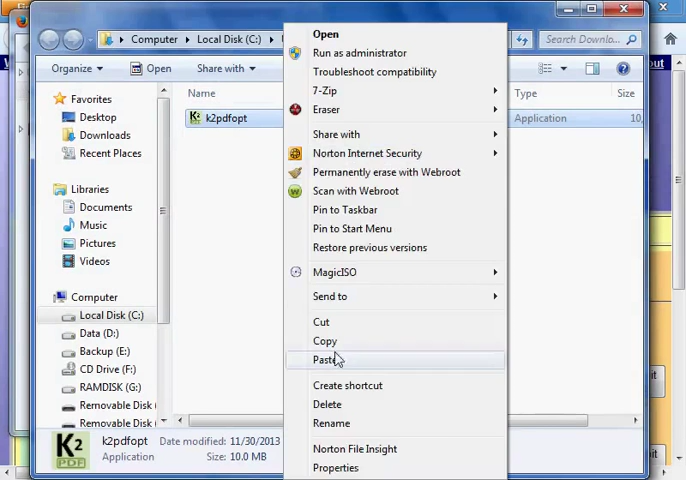 Computer
Local Disk (C:)
Search Downlo...
Organize
Open
Share with
Favorites
Desktop
Downloads
Recent Places
Libraries
Documents
Music
Pictures
Videos
Computer
Local Disk (C:)
Data (D:)
Backup (E:)
CD Drive (F:)
RAMDISK (G:)
Removable Disk
Removable Disk
Name
Type
Size
k2pdfopt
Application
10,
Open
Run as administrator
Troubleshoot compatibility
7-Zip
Eraser
Share with
Norton Internet Security
Permanently erase with Webroot
Scan with Webroot
Pin to Taskbar
Pin to Start Menu
Restore previous versions
MagicISO
Send to
Cut
Copy
Paste
Create shortcut
Delete
Rename
Norton File Insight
Properties
K2
PDF
k2pdfopt
Date modified: 11/30/2013
Application
Size: 10.0 MB